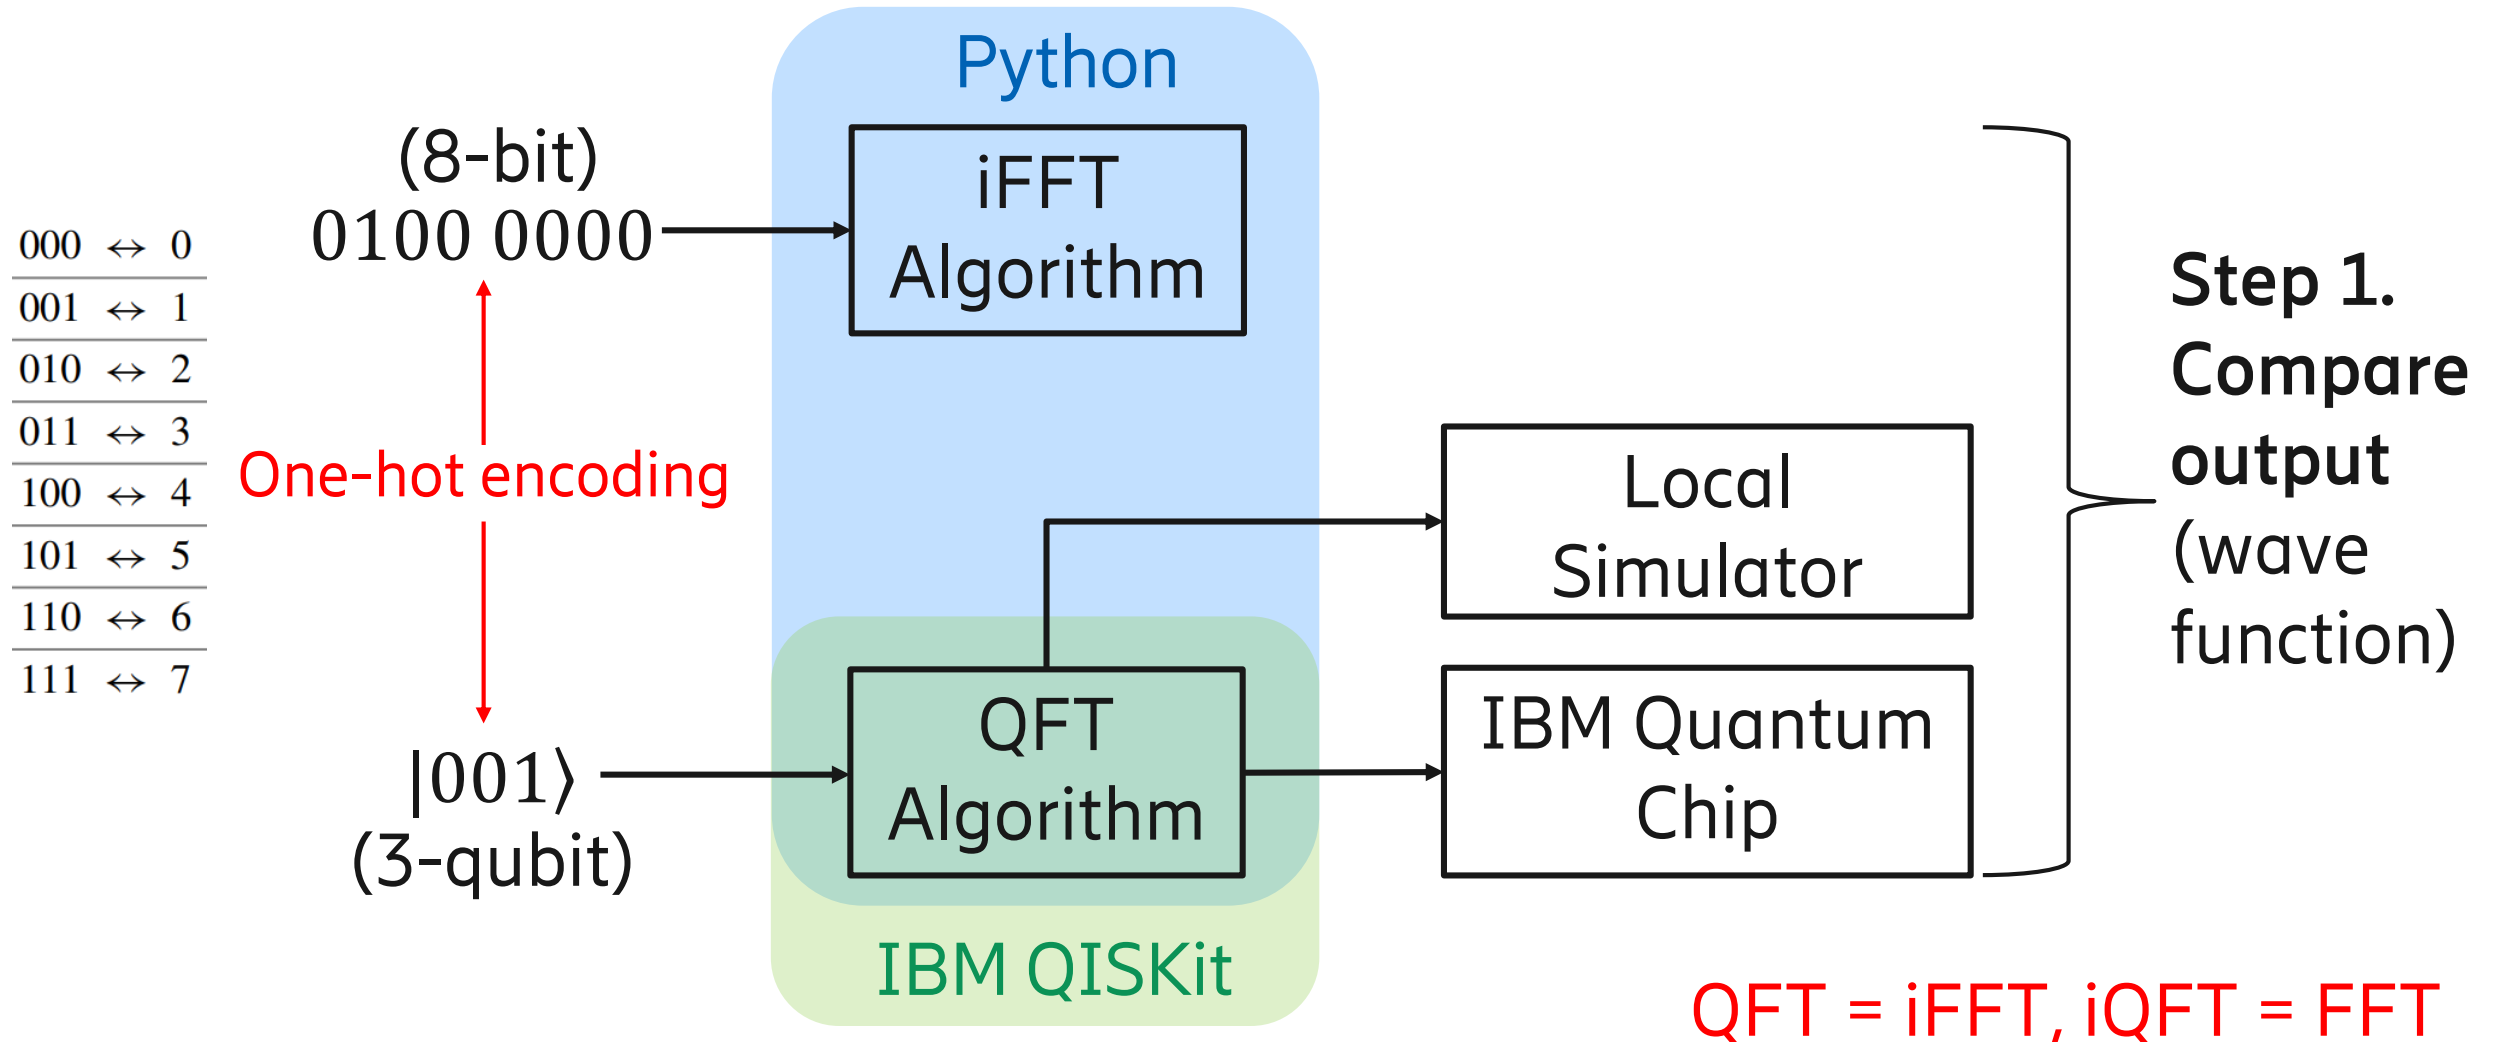 Python
(8-bit)
0100 0000
iFFT
Algorithm
000 ↔ 0
001 ↔ 1
010 ↔ 2
011 ↔ 3
100 ↔ 4
101 ↔ 5
110 ↔ 6
111 ↔ 7
One-hot encoding
|001⟩
(3-qubit)
QFT
Algorithm
IBM QISKit
Local
Simulator
IBM Quantum
Chip
Step 1.
Compare
output
(wave
function)
QFT = iFFT, iQFT = FFT